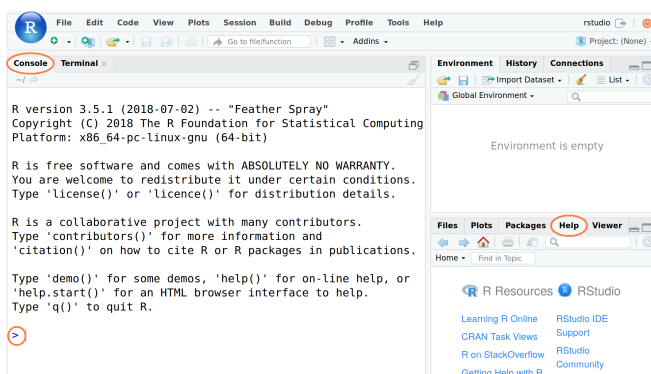 R
File Edit Code View Plots Session Build Debug Profile Tools Help
rstudio
Go to file/function
Addins
Project: (None)
Console Terminal
~/
R version 3.5.1 (2018-07-02) -- "Feather Spray"
Copyright (C) 2018 The R Foundation for Statistical Computing
Platform: x86_64-pc-linux-gnu (64-bit)
R is free software and comes with ABSOLUTELY NO WARRANTY.
You are welcome to redistribute it under certain conditions.
Type 'license()' or 'licence()' for distribution details.
R is a collaborative project with many contributors.
Type 'contributors()' for more information and
'citation()' on how to cite R or R packages in publications.
Type 'demo()' for some demos, 'help()' for on-line help, or
'help.start()' for an HTML browser interface to help.
Type 'q()' to quit R.
>
Environment History Connections
Import Dataset
List
Global Environment
Environment is empty
Files Plots Packages Help Viewer
Home
Find in Topic
R R Resources R RStudio
Learning R Online
CRAN Task Views
R on StackOverflow
Getting Help with R
RStudio IDE
Support
RStudio
Community